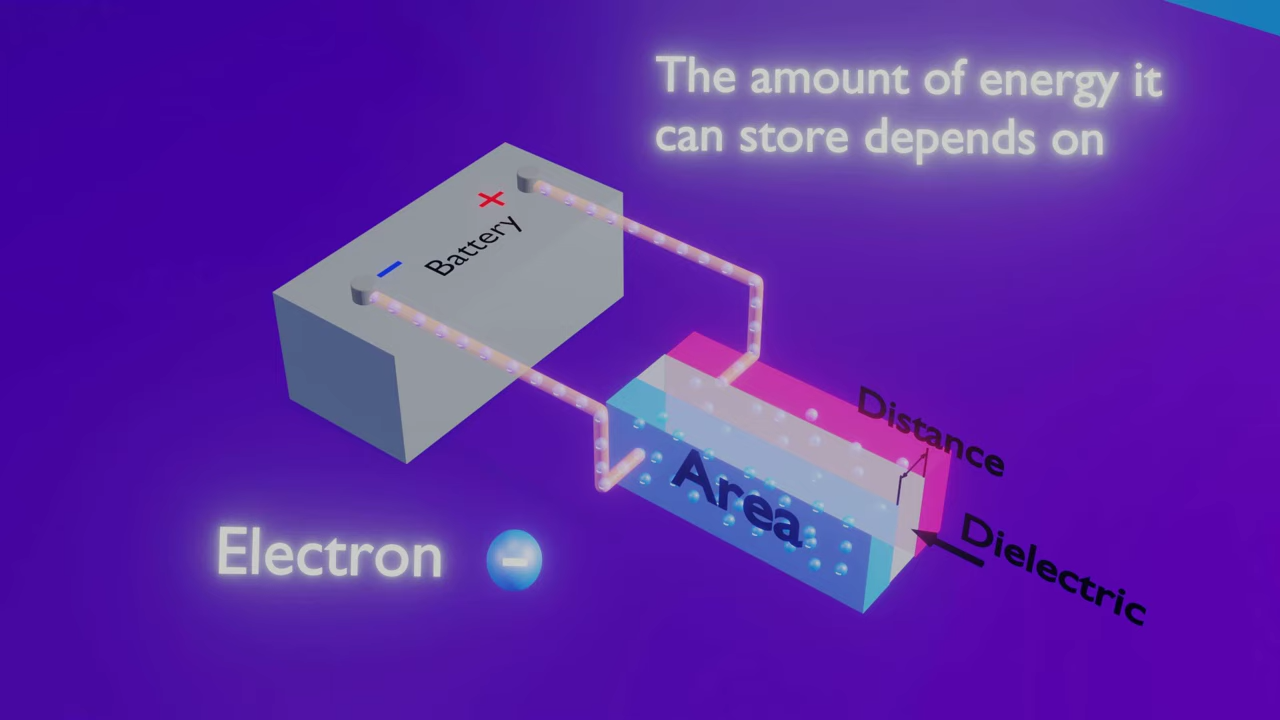 The amount of energy it
can store depends on
+
Battery
−
Distance
Area
Dielectric
Electron
-